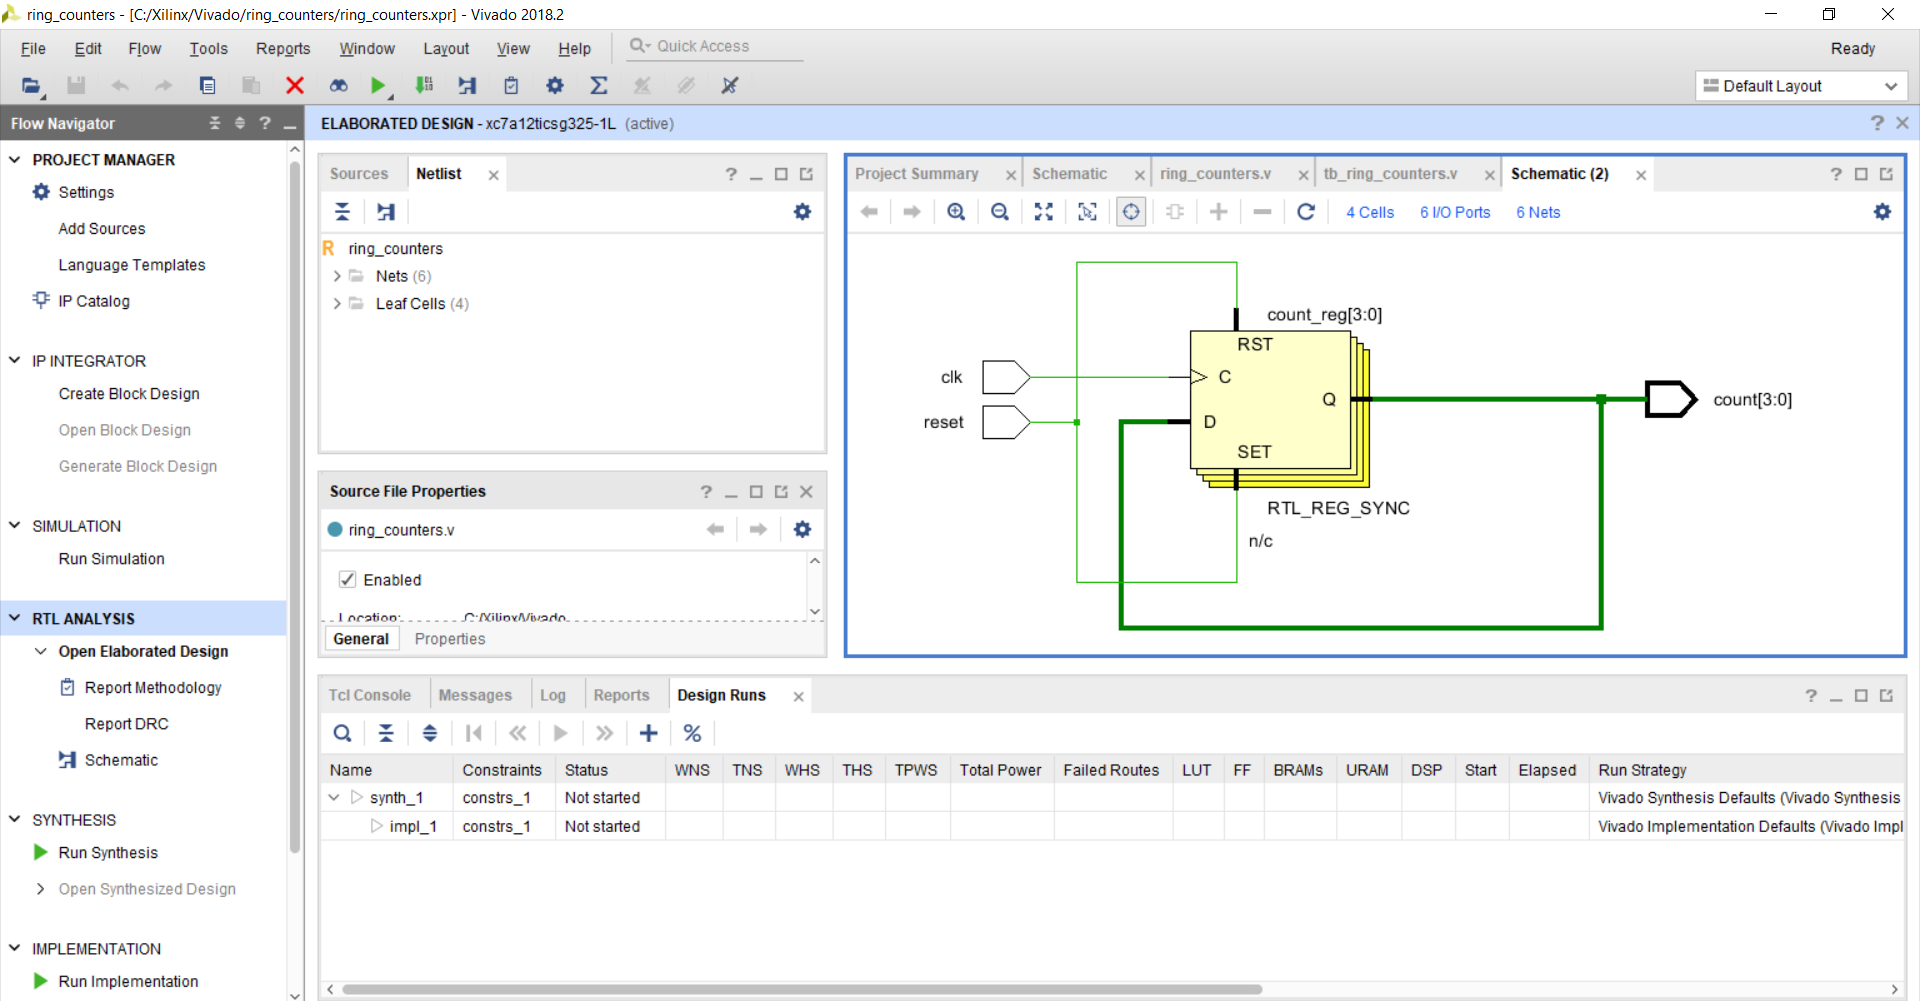 ring_counters - [C:/Xilinx/Vivado/ring_counters/ring_counters.xpr] - Vivado 2018.2
File Edit Flow Tools Reports Window Layout View Help Quick Access Ready
Default Layout
Flow Navigator
ELABORATED DESIGN - xc7a12ticsg325-1L (active)
PROJECT MANAGER
Settings
Add Sources
Language Templates
IP Catalog
IP INTEGRATOR
Create Block Design
Open Block Design
Generate Block Design
SIMULATION
Run Simulation
RTL ANALYSIS
Open Elaborated Design
Report Methodology
Report DRC
Schematic
SYNTHESIS
Run Synthesis
Open Synthesized Design
IMPLEMENTATION
Run Implementation
Sources Netlist
R ring_counters
Nets (6)
Leaf Cells (4)
Source File Properties
ring_counters.v
Enabled
Location: C:/Xilinx/Vivado
General Properties
Project Summary Schematic ring_counters.v tb_ring_counters.v Schematic (2)
4 Cells 6 I/O Ports 6 Nets
count_reg[3:0]
RST
clk
C
Q
count[3:0]
reset
D
SET
RTL_REG_SYNC
n/c
Tcl Console Messages Log Reports Design Runs
Name Constraints Status WNS TNS WHS THS TPWS Total Power Failed Routes LUT FF BRAMs URAM DSP Start Elapsed Run Strategy
synth_1 constrs_1 Not started Vivado Synthesis Defaults (Vivado Synthesis
impl_1 constrs_1 Not started Vivado Implementation Defaults (Vivado Impl